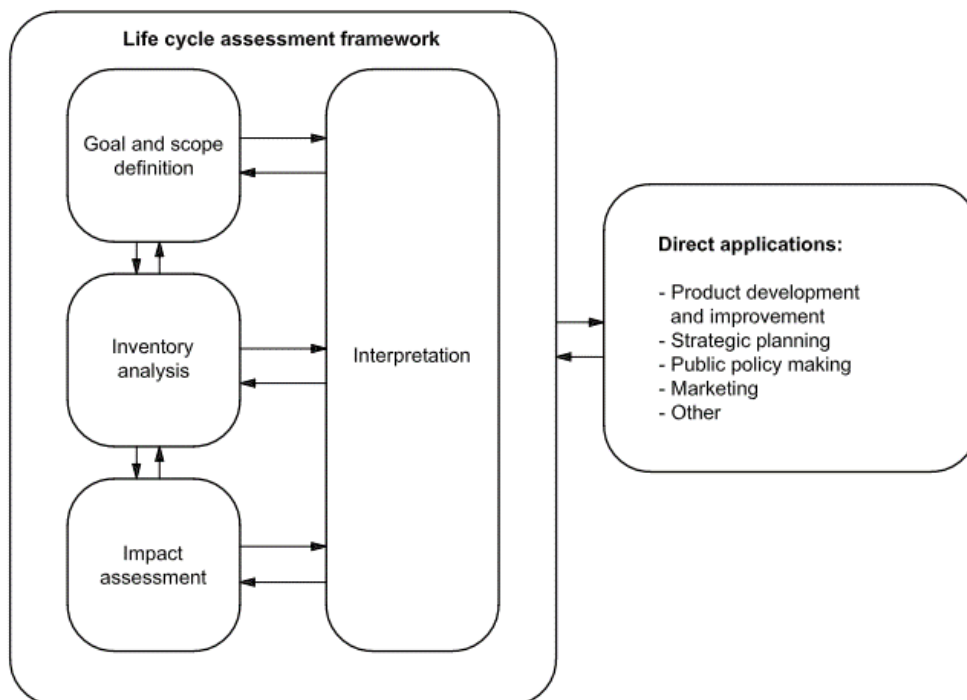 Life cycle assessment framework
Goal and scope
definition
Inventory
analysis
Impact
assessment
Interpretation
Direct applications:
- Product development
and improvement
- Strategic planning
- Public policy making
- Marketing
- Other